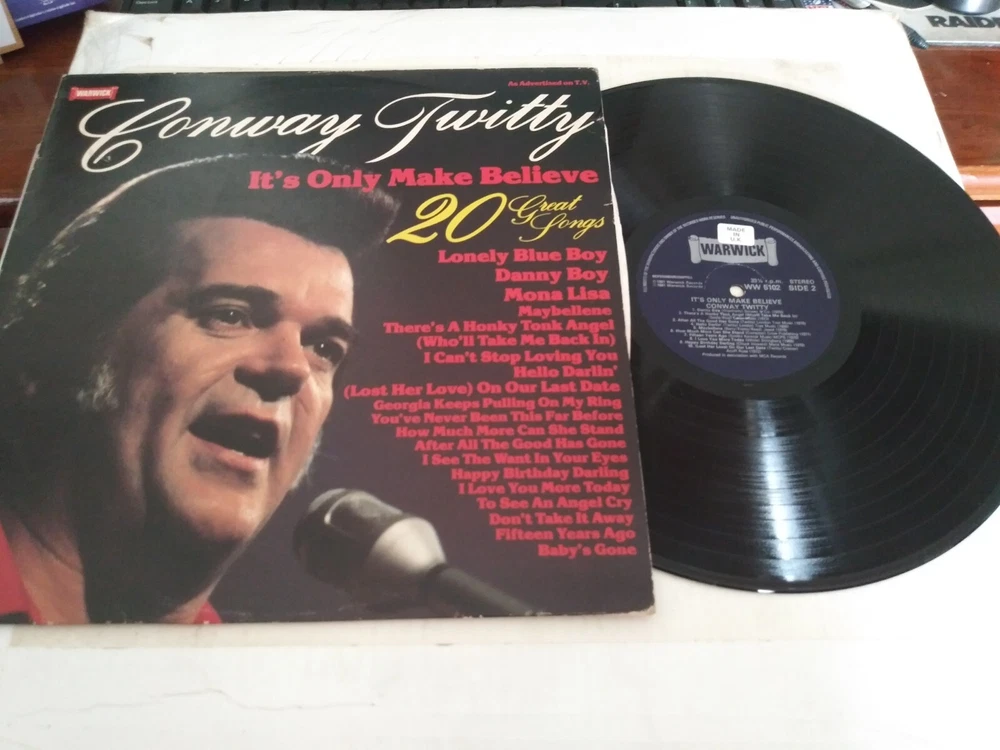 RAIDER
WARWICK
As Advertised on T.V.
Conway Twitty
It's Only Make Believe
20 Great Songs
Lonely Blue Boy
Danny Boy
Mona Lisa
Maybellene
There's A Honky Tonk Angel
(Who'll Take Me Back In)
I Can't Stop Loving You
Hello Darlin'
(Lost Her Love) On Our Last Date
Georgia Keeps Pulling On My Ring
You've Never Been This Far Before
How Much More Can She Stand
After All The Good Has Gone
I See The Want In Your Eyes
Happy Birthday Darling
I Love You More Today
To See An Angel Cry
Don't Take It Away
Fifteen Years Ago
Baby's Gone
MADE
IN
U.K.
WARWICK
33⅓ r.p.m. STEREO
WW 5102 SIDE 2
IT'S ONLY MAKE BELIEVE
CONWAY TWITTY